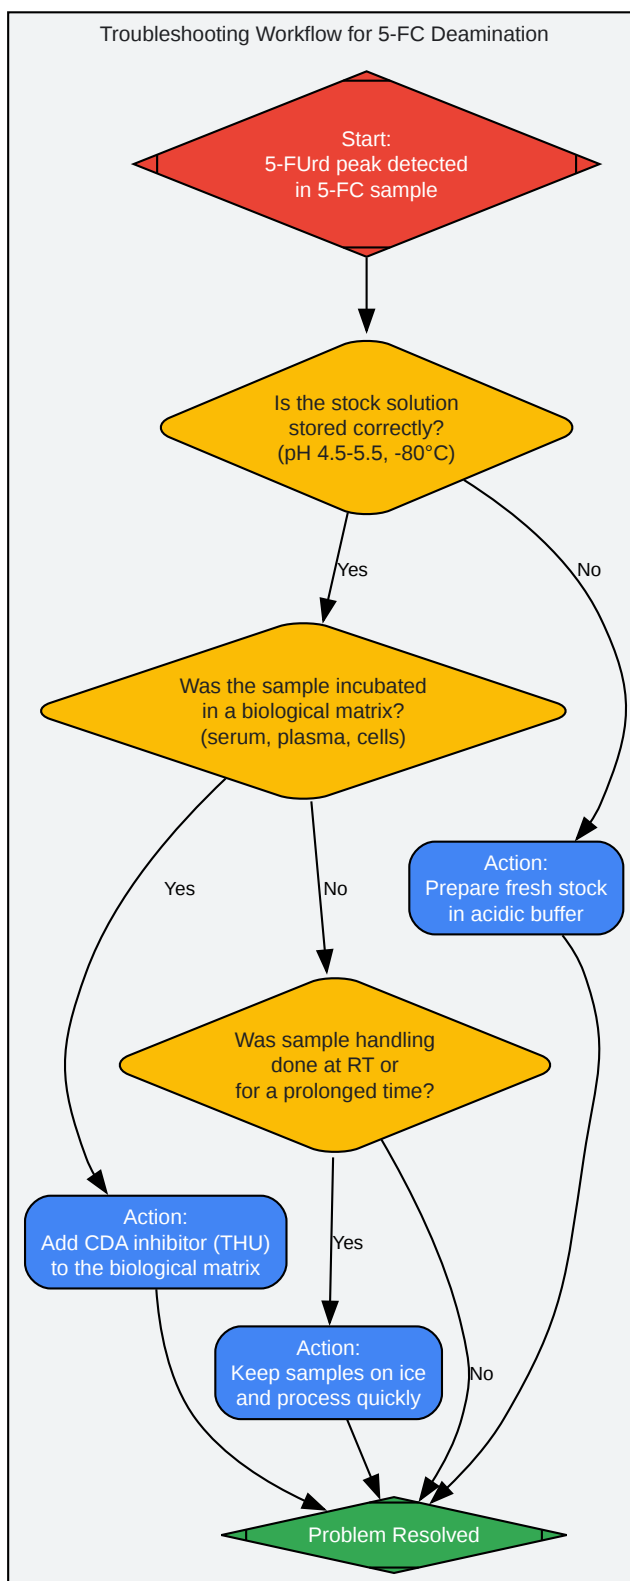 Troubleshooting Workflow for 5-FC Deamination
Start:
5-FUrd peak detected
in 5-FC sample
Is the stock solution
stored correctly?
(pH 4.5-5.5, -80°C)
Yes
No
Was the sample incubated
in a biological matrix?
(serum, plasma, cells)
Action:
Prepare fresh stock
in acidic buffer
Yes
No
Was sample handling
done at RT or
for a prolonged time?
Action:
Add CDA inhibitor (THU)
to the biological matrix
Yes
No
Action:
Keep samples on ice
and process quickly
Problem Resolved